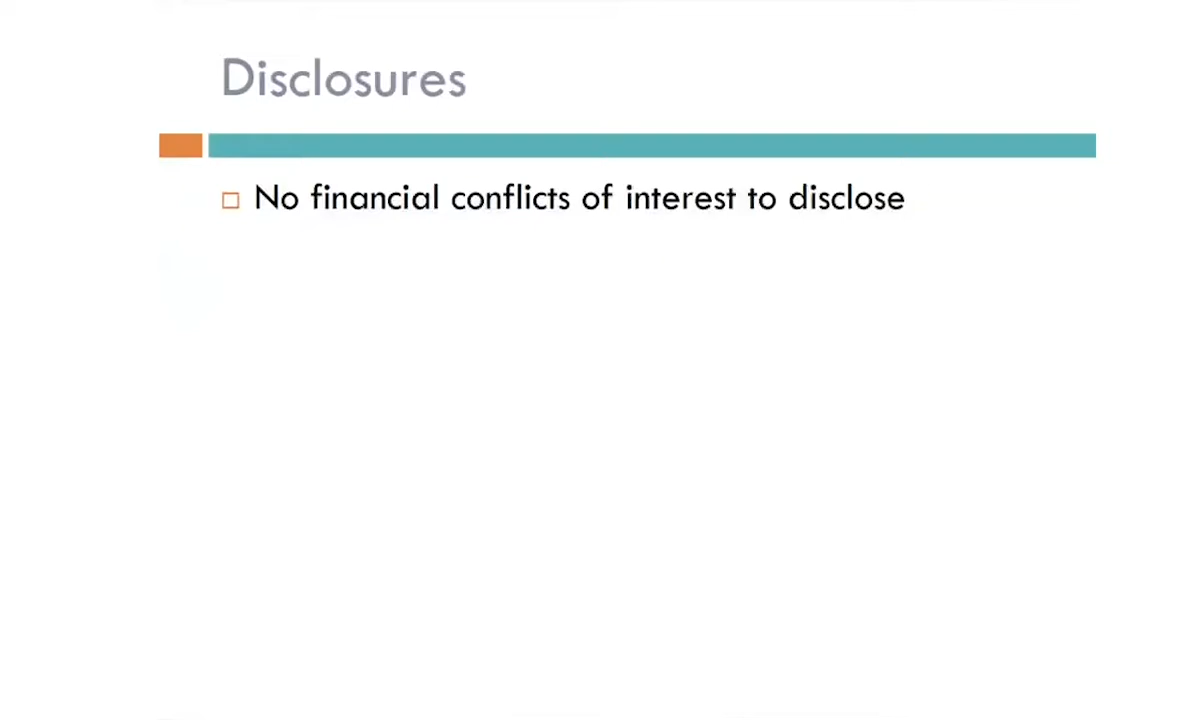 Disclosures
No financial conflicts of interest to disclose